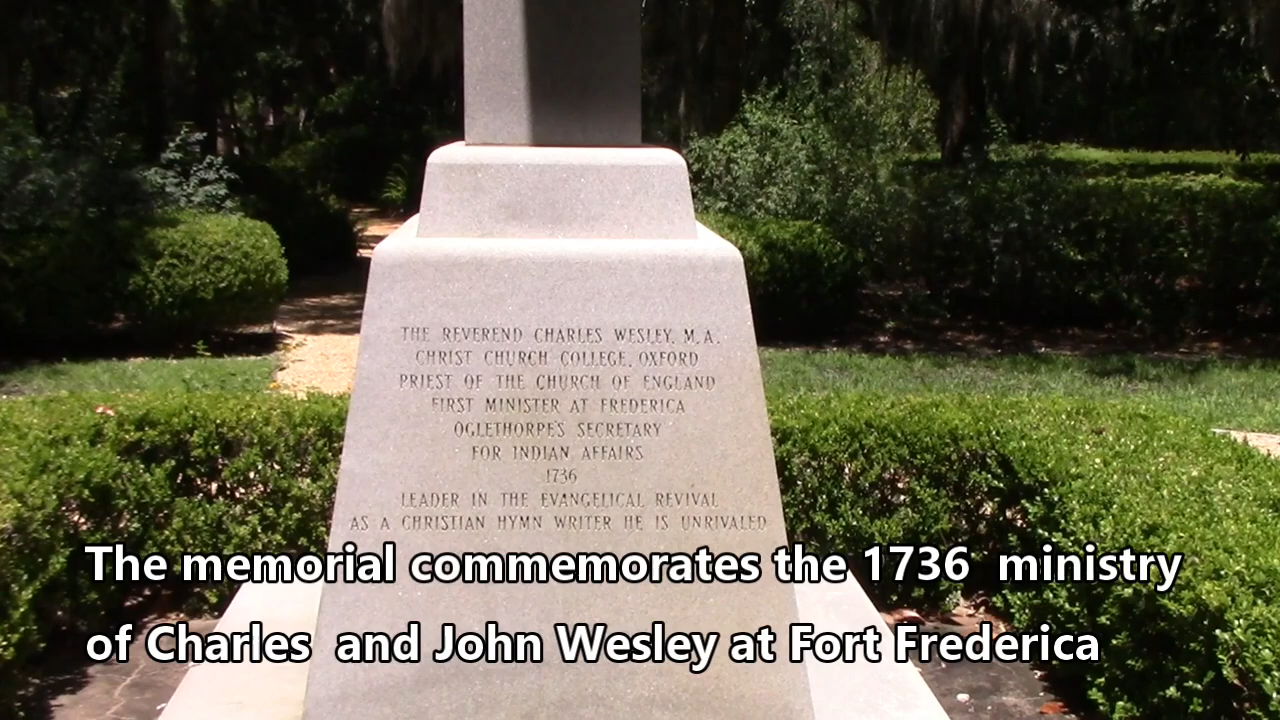 THE REVEREND CHARLES WESLEY, M.A.
CHRIST CHURCH COLLEGE, OXFORD
PRIEST OF THE CHURCH OF ENGLAND
FIRST MINISTER AT FREDERICA
OGLETHORPE'S SECRETARY
FOR INDIAN AFFAIRS
1736
LEADER IN THE EVANGELICAL REVIVAL
AS A CHRISTIAN HYMN WRITER HE IS UNRIVALED
The memorial commemorates the 1736 ministry
of Charles and John Wesley at Fort Frederica